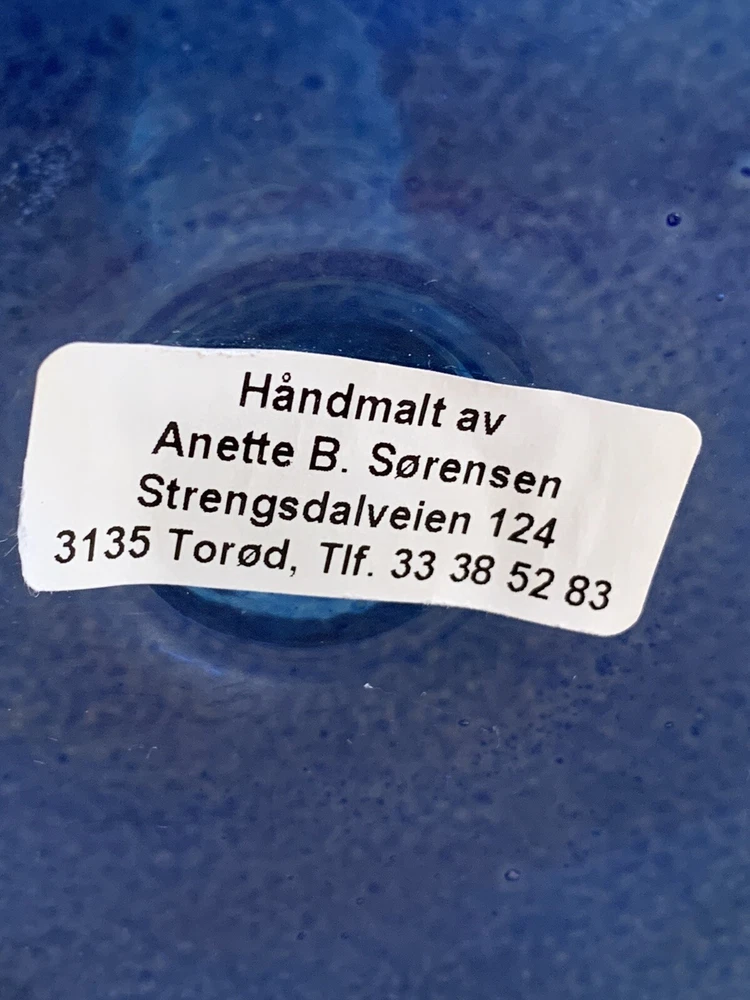 Håndmalt av
Anette B. Sørensen
Strengsdalveien 124
3135 Torød, Tlf. 33 38 52 83